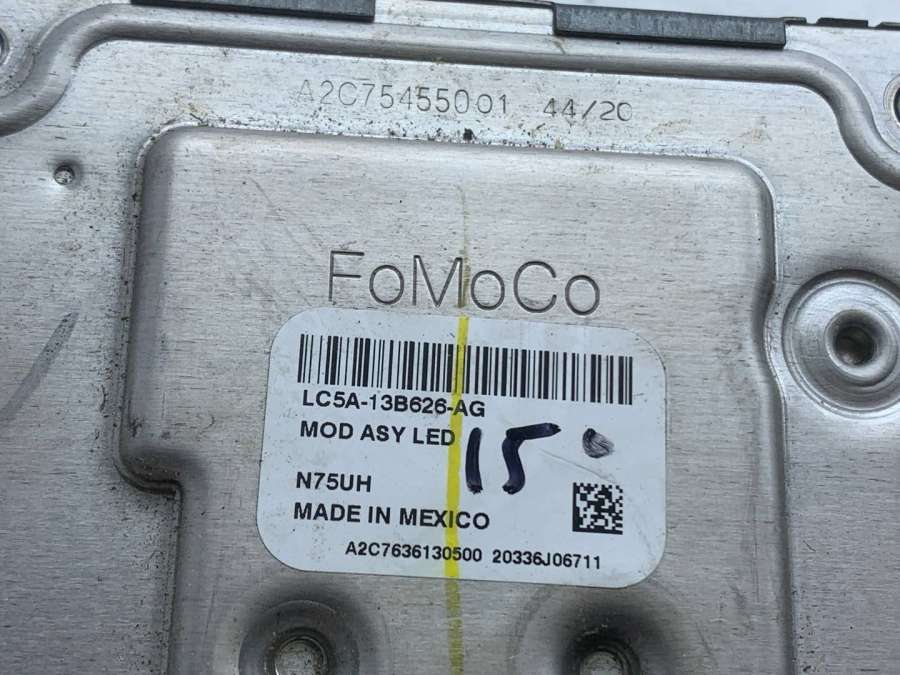 A2C75455001 44/20
FoMoCo
LC5A-13B626-AG
MOD ASY LED
15
N75UH
MADE IN MEXICO
A2C7636130500 20336J06711